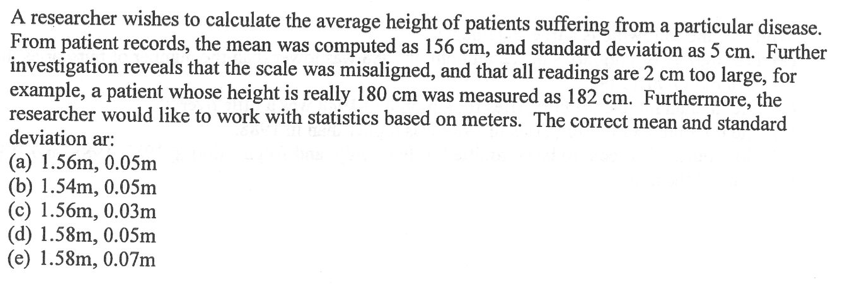 A researcher wishes to calculate the average height of patients suffering from a particular disease.
From patient records, the mean was computed as 156 cm, and standard deviation as 5 cm. Further
investigation reveals that the scale was misaligned, and that all readings are 2 cm too large, for
example, a patient whose height is really 180 cm was measured as 182 cm. Furthermore, the
researcher would like to work with statistics based on meters. The correct mean and standard
deviation ar:
(a) 1.56m, 0.05m
(b) 1.54m, 0.05m
(c) 1.56m, 0.03m
(d) 1.58m, 0.05m
(e) 1.58m, 0.07m